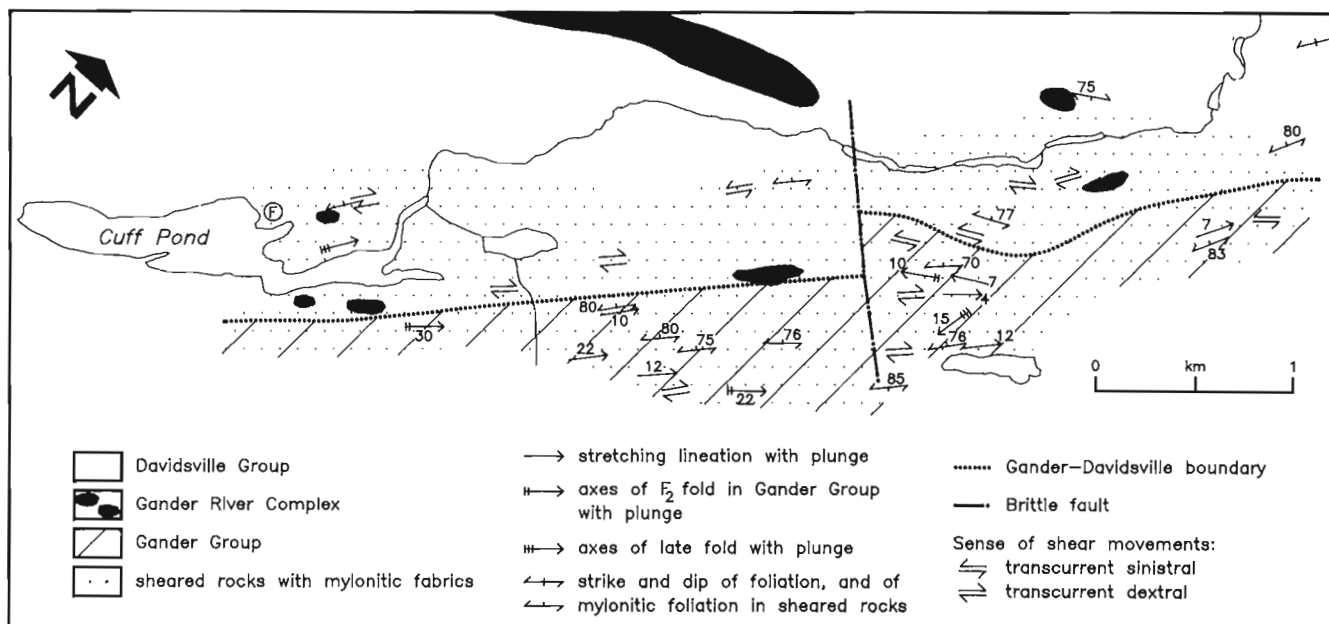 N
75
80
F
Cuff Pond
77
7
83
10
70
7
4
15
80
10
30
22
80
75
76
76
12
12
22
85
0 km 1
Davidsville Group
Gander River Complex
Gander Group
sheared rocks with mylonitic fabrics
stretching lineation with plunge
axes of F2 fold in Gander Group
with plunge
axes of late fold with plunge
strike and dip of foliation, and of
mylonitic foliation in sheared rocks
Gander-Davidsville boundary
Brittle fault
Sense of shear movements:
transcurrent sinistral
transcurrent dextral